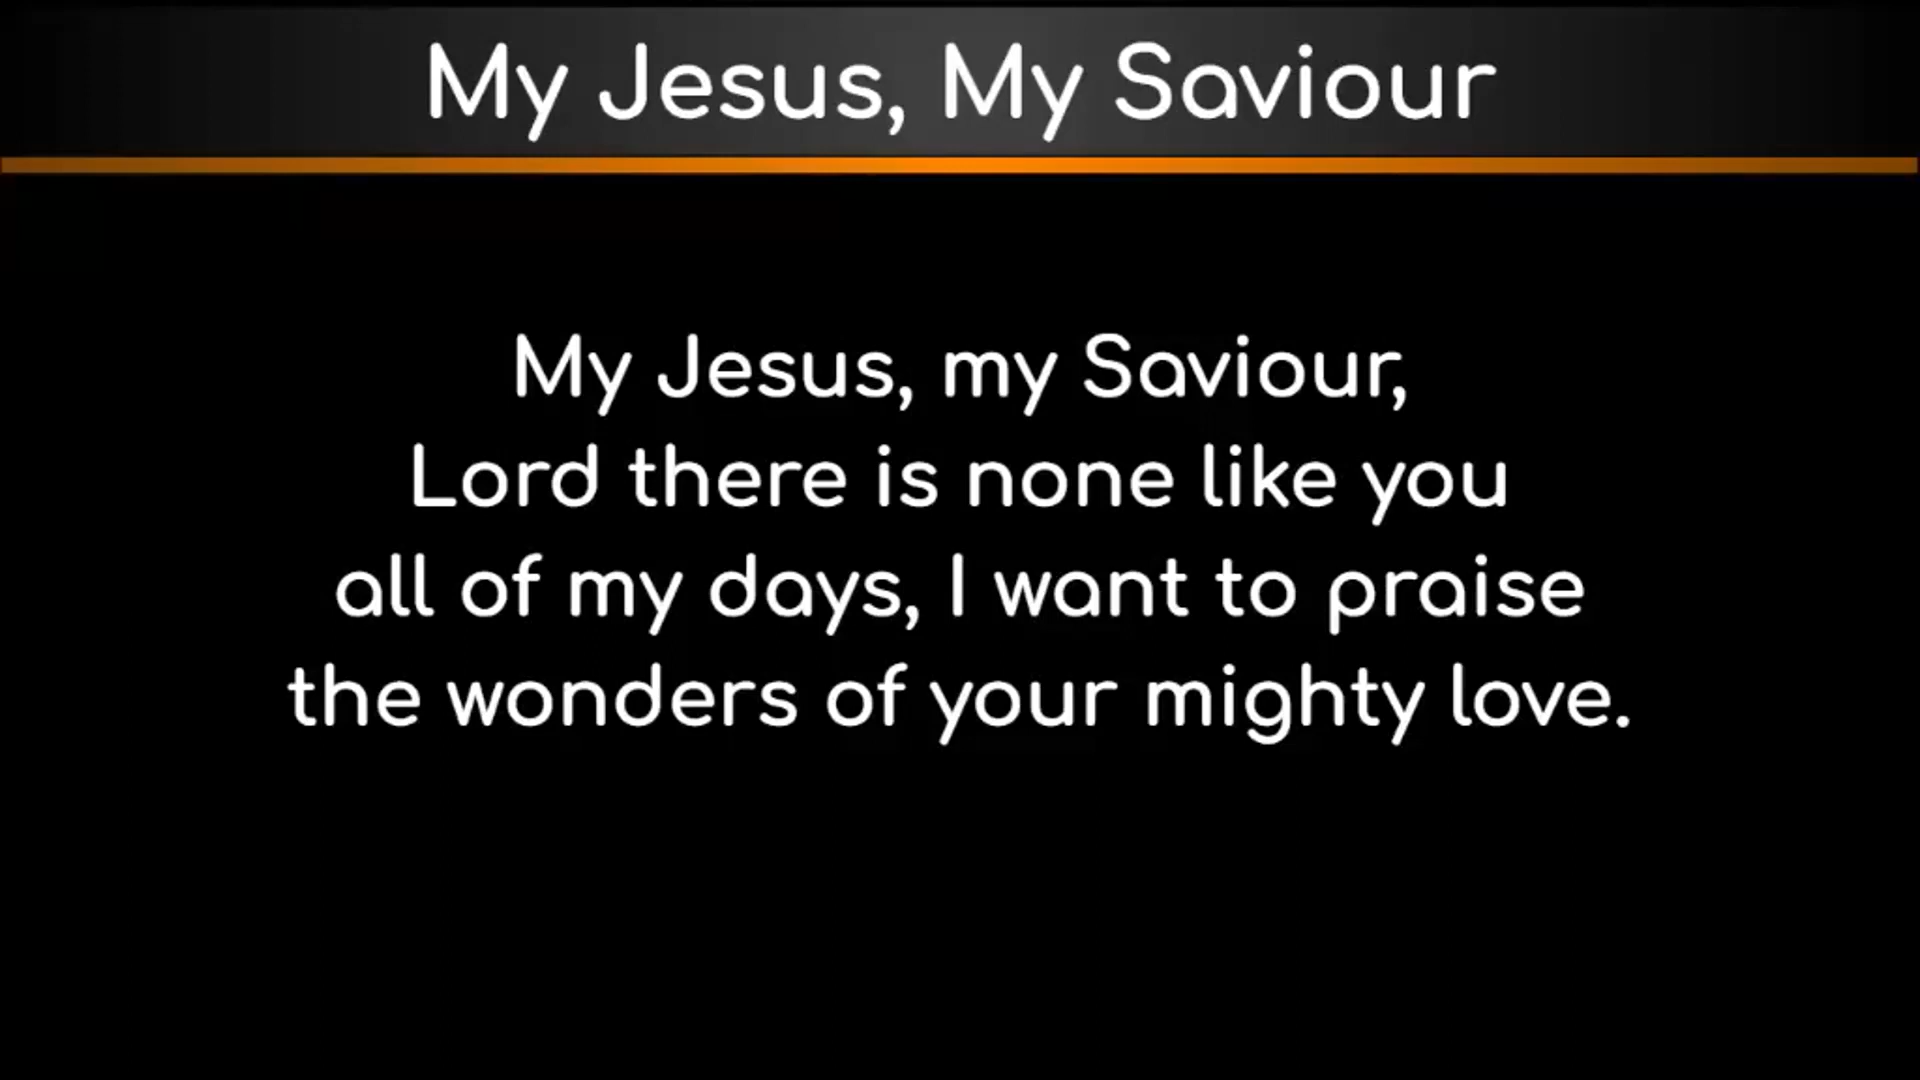 My Jesus, My Saviour
My Jesus, my Saviour,
Lord there is none like you
all of my days, I want to praise
the wonders of your mighty love.